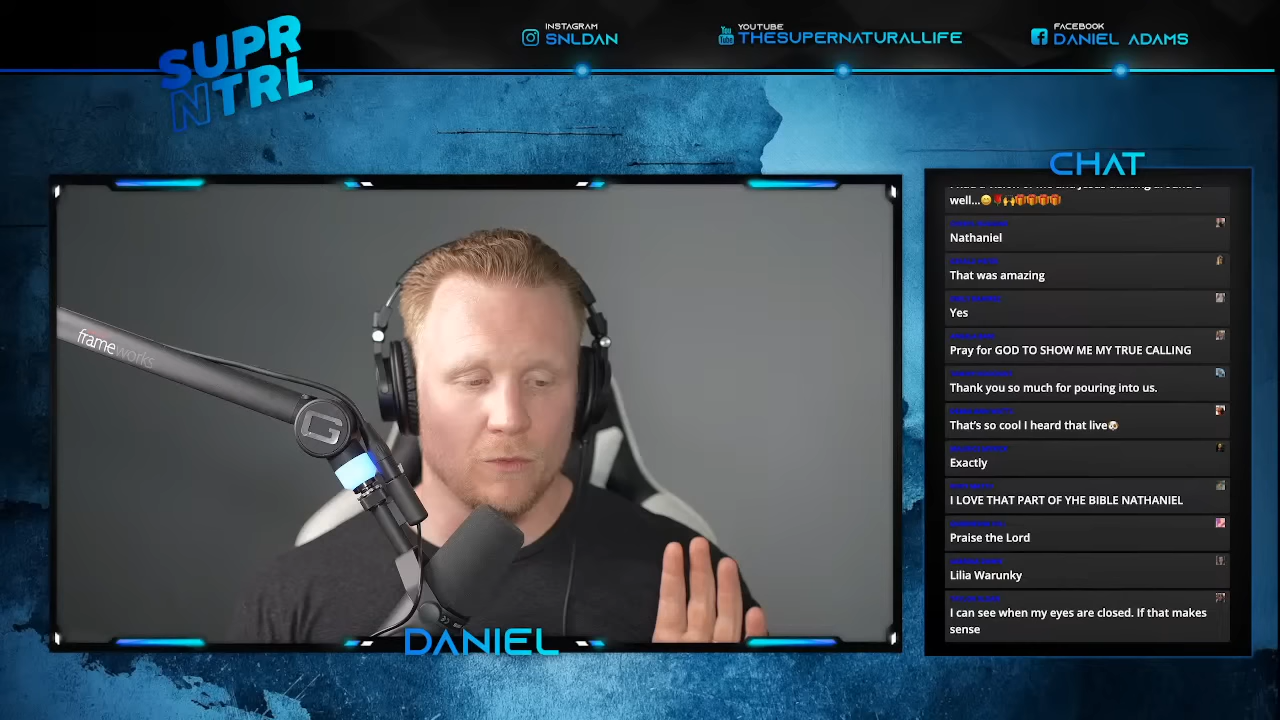 SUPR
NTRL
INSTAGRAM
SNLDAN
YOUTUBE
You
Tube
THESUPERNATURALLIFE
FACEBOOK
DANIEL ADAMS
CHAT
well...😊🌹🙌🎁🎁🎁🎁
Nathaniel
That was amazing
Yes
Pray for GOD TO SHOW ME MY TRUE CALLING
Thank you so much for pouring into us.
That's so cool I heard that live🐶
Exactly
I LOVE THAT PART OF YHE BIBLE NATHANIEL
Praise the Lord
Lilia Warunky
I can see when my eyes are closed. If that makes
sense
frameworks
G
DANIEL